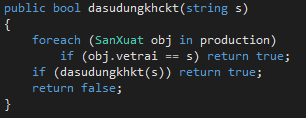 public bool dasudungkhckt(string s)
{
foreach (SanXuat obj in production)
if (obj.vetrai == s) return true;
if (dasudungkhkt(s)) return true;
return false;
}